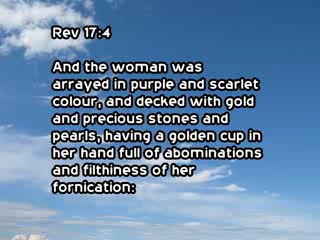 Rev 17:4
And the woman was
arrayed in purple and scarlet
colour, and decked with gold
and precious stones and
pearls, having a golden cup in
her hand full of abominations
and filthiness of her
fornication: